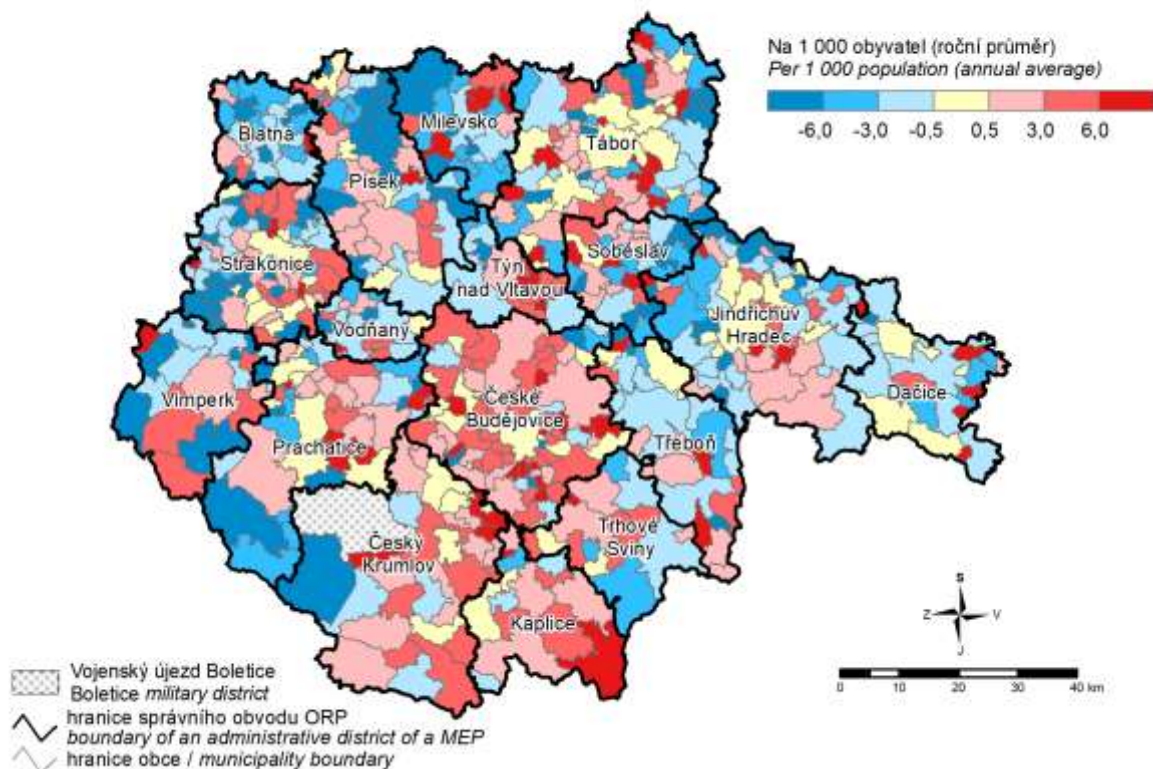 Na 1 000 obyvatel (roční průměr)
Per 1 000 population (annual average)
-6,0 -3,0 -0,5 0,5 3,0 6,0
Blatná
Milevsko
Tábor
Písek
Strakonice
Soběslav
Týn
nad Vltavou
Vodňany
Jindřichův
Hradec
Vimperk
České
Budějovice
Dačice
Prachatice
Třeboň
Trhové
Sviny
Český
Krumlov
Kaplice
S
Z V
J
0 10 20 30 40 km
Vojenský újezd Boletice
Boletice military district
hranice správního obvodu ORP
boundary of an administrative district of a MEP
hranice obce / municipality boundary